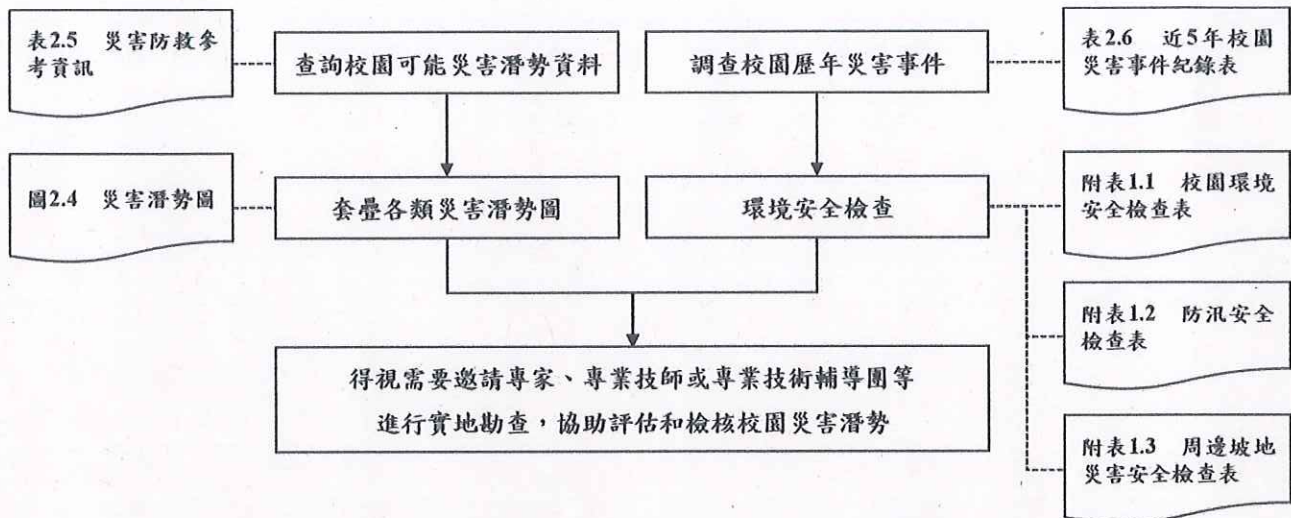 表2.5 災害防救參
考資訊
查詢校園可能災害潛勢資料
調查校園歷年災害事件
表2.6 近5年校園
災害事件紀錄表
圖2.4 災害潛勢圖
套疊各類災害潛勢圖
環境安全檢查
附表1.1 校園環境
安全檢查表
附表1.2 防汛安全
檢查表
得視需要邀請專家、專業技師或專業技術輔導團等
進行實地勘查，協助評估和檢核校園災害潛勢
附表1.3 周邊坡地
災害安全檢查表